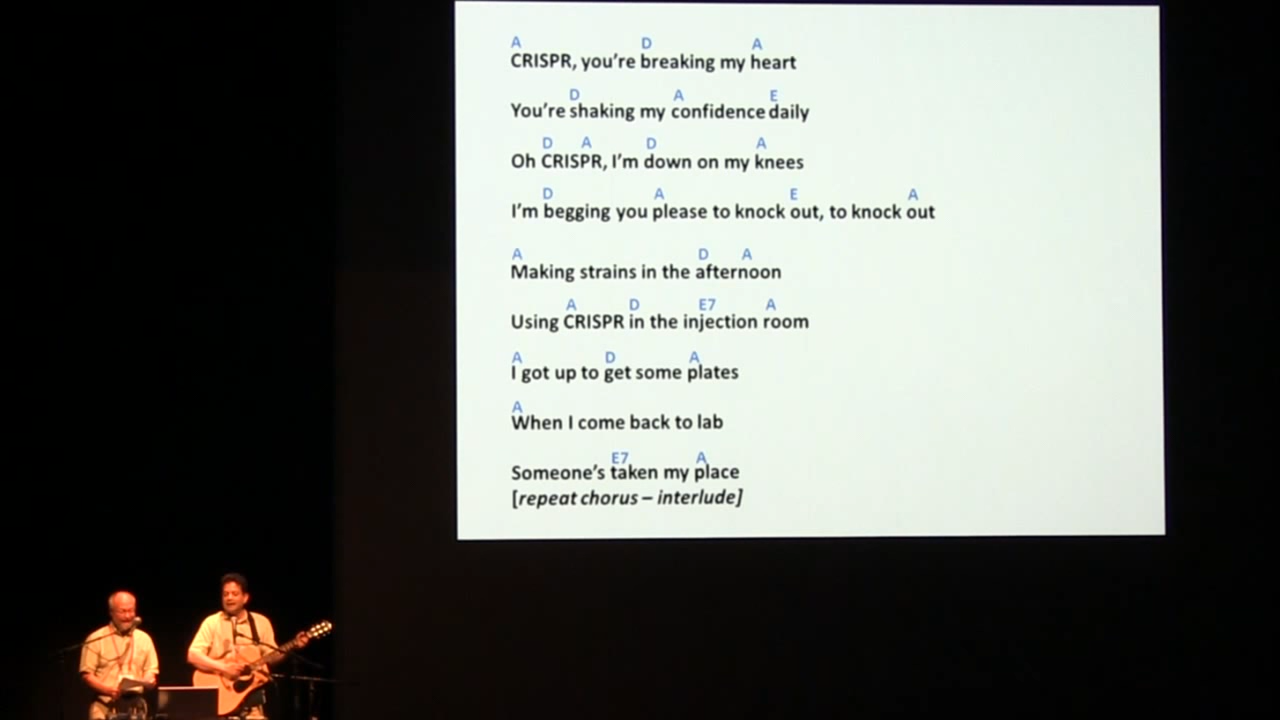 A D A
CRISPR, you're breaking my heart
D A E
You're shaking my confidence daily
D A D A
Oh CRISPR, I'm down on my knees
D A E A
I'm begging you please to knock out, to knock out
A D A
Making strains in the afternoon
A D E7 A
Using CRISPR in the injection room
A D A
I got up to get some plates
A
When I come back to lab
E7 A
Someone's taken my place
[repeat chorus – interlude]